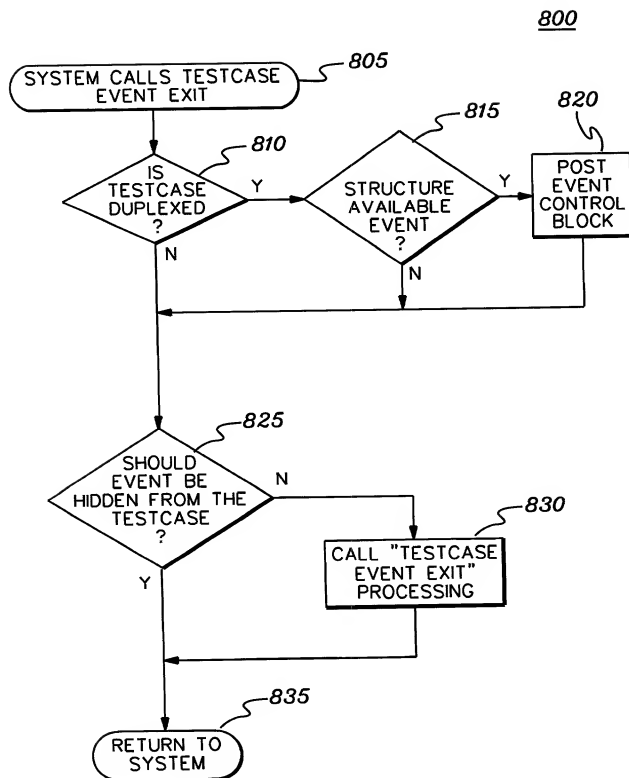 800
SYSTEM CALLS TESTCASE
EVENT EXIT
805
IS
TESTCASE
DUPLEXED
?
810
Y
N
STRUCTURE
AVAILABLE
EVENT
?
815
Y
N
POST
EVENT
CONTROL
BLOCK
820
SHOULD
EVENT BE
HIDDEN FROM THE
TESTCASE
?
825
N
Y
CALL "TESTCASE
EVENT EXIT"
PROCESSING
830
RETURN TO
SYSTEM
835